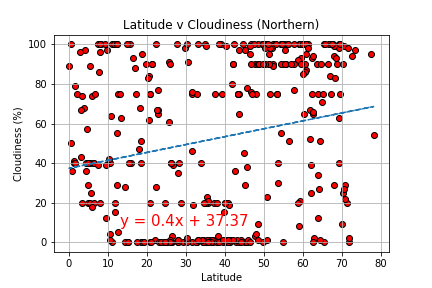 Latitude v Cloudiness (Northern)
Cloudiness (%)
100
80
60
40
20
0
y = 0.4x + 37.37
0 10 20 30 40 50 60 70 80
Latitude